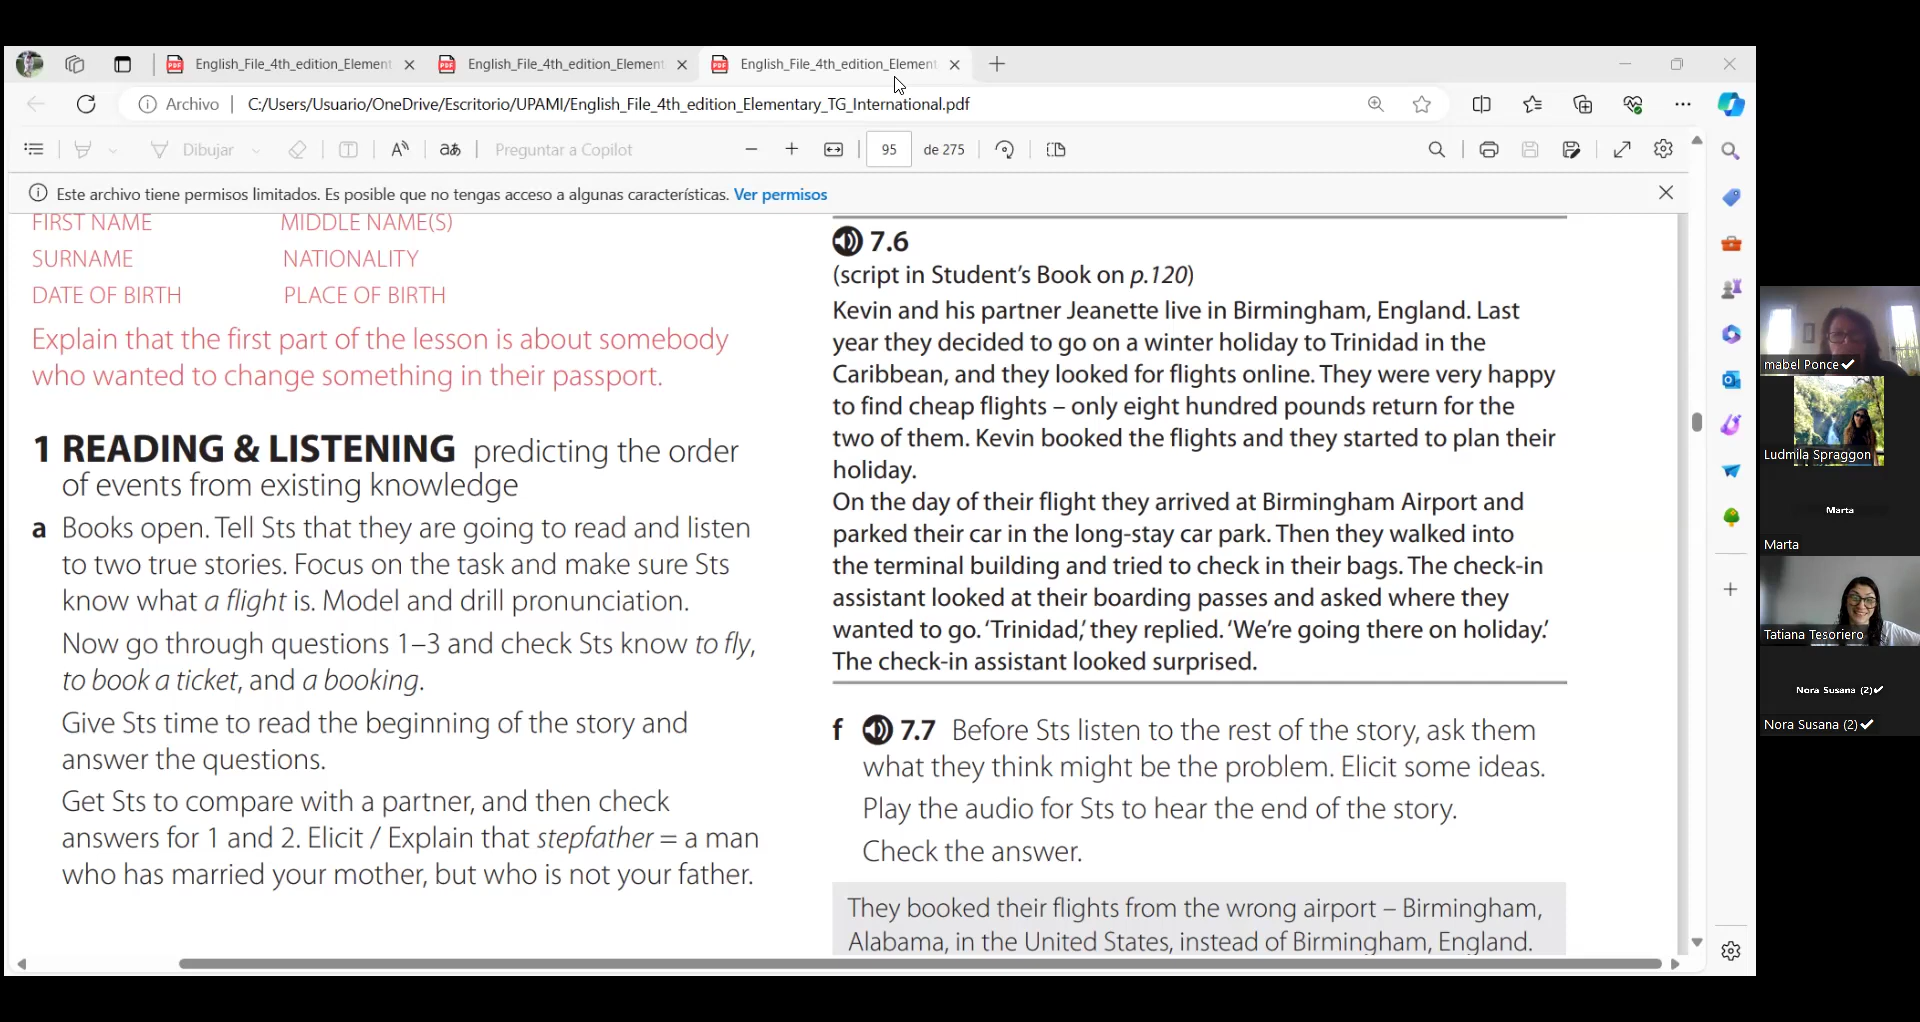 English_File_4th_edition_Element
English_File_4th_edition_Element
English_File_4th_edition_Element
Archivo
C:/Users/Usuario/OneDrive/Escritorio/UPAMI/English_File_4th_edition_Elementary_TG_International.pdf
Dibujar
Preguntar a Copilot
95
de 275
Este archivo tiene permisos limitados. Es posible que no tengas acceso a algunas características. Ver permisos
FIRST NAME MIDDLE NAME(S)
SURNAME NATIONALITY
DATE OF BIRTH PLACE OF BIRTH
Explain that the first part of the lesson is about somebody
who wanted to change something in their passport.
1 READING & LISTENING predicting the order
of events from existing knowledge
a Books open. Tell Sts that they are going to read and listen
to two true stories. Focus on the task and make sure Sts
know what a flight is. Model and drill pronunciation.
Now go through questions 1–3 and check Sts know to fly,
to book a ticket, and a booking.
Give Sts time to read the beginning of the story and
answer the questions.
Get Sts to compare with a partner, and then check
answers for 1 and 2. Elicit / Explain that stepfather = a man
who has married your mother, but who is not your father.
7.6
(script in Student's Book on p.120)
Kevin and his partner Jeanette live in Birmingham, England. Last
year they decided to go on a winter holiday to Trinidad in the
Caribbean, and they looked for flights online. They were very happy
to find cheap flights – only eight hundred pounds return for the
two of them. Kevin booked the flights and they started to plan their
holiday.
On the day of their flight they arrived at Birmingham Airport and
parked their car in the long-stay car park. Then they walked into
the terminal building and tried to check in their bags. The check-in
assistant looked at their boarding passes and asked where they
wanted to go. 'Trinidad,' they replied. 'We're going there on holiday.'
The check-in assistant looked surprised.
f 7.7 Before Sts listen to the rest of the story, ask them
what they think might be the problem. Elicit some ideas.
Play the audio for Sts to hear the end of the story.
Check the answer.
They booked their flights from the wrong airport – Birmingham,
Alabama, in the United States, instead of Birmingham, England.
mabel Ponce
Ludmila Spraggon
Marta
Marta
Tatiana Tesoriero
Nora Susana (2)
Nora Susana (2)